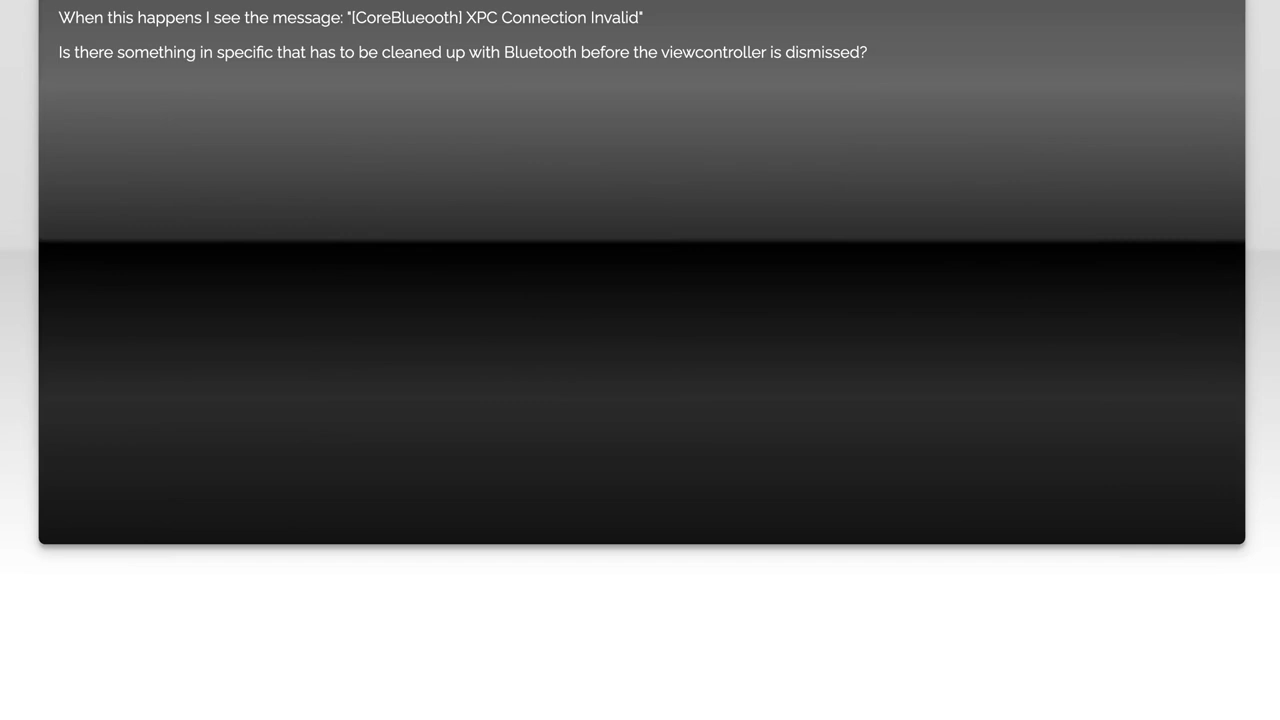 When this happens I see the message: "[CoreBlueooth] XPC Connection Invalid"
Is there something in specific that has to be cleaned up with Bluetooth before the viewcontroller is dismissed?